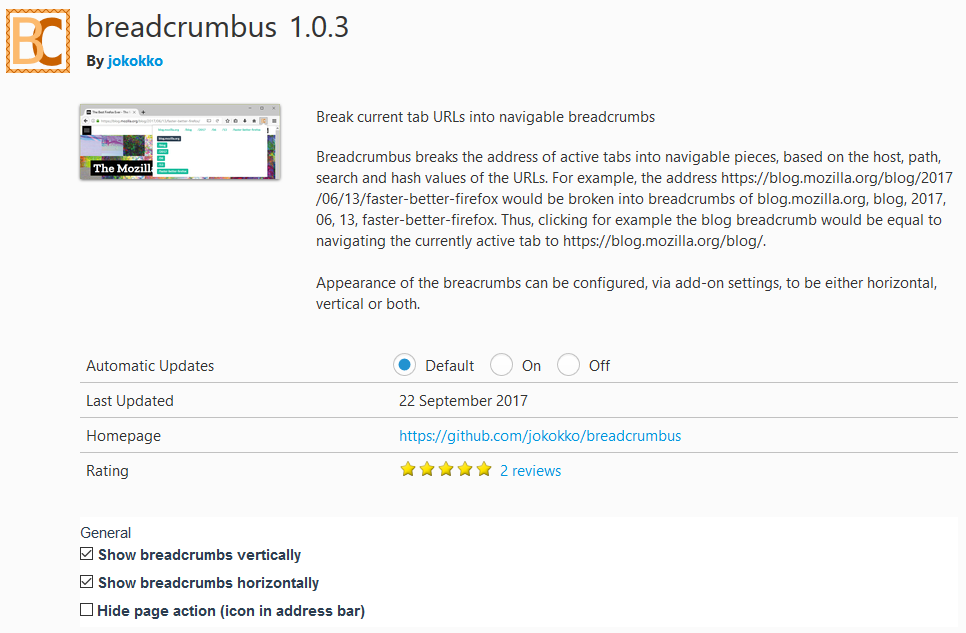 BC
breadcrumbus 1.0.3
By jokokko
The Mozill
Break current tab URLs into navigable breadcrumbs
Breadcrumbus breaks the address of active tabs into navigable pieces, based on the host, path,
search and hash values of the URLs. For example, the address https://blog.mozilla.org/blog/2017
/06/13/faster-better-firefox would be broken into breadcrumbs of blog.mozilla.org, blog, 2017,
06, 13, faster-better-firefox. Thus, clicking for example the blog breadcrumb would be equal to
navigating the currently active tab to https://blog.mozilla.org/blog/.
Appearance of the breacrumbs can be configured, via add-on settings, to be either horizontal,
vertical or both.
Automatic Updates Default On Off
Last Updated 22 September 2017
Homepage https://github.com/jokokko/breadcrumbus
Rating 2 reviews
General
Show breadcrumbs vertically
Show breadcrumbs horizontally
Hide page action (icon in address bar)